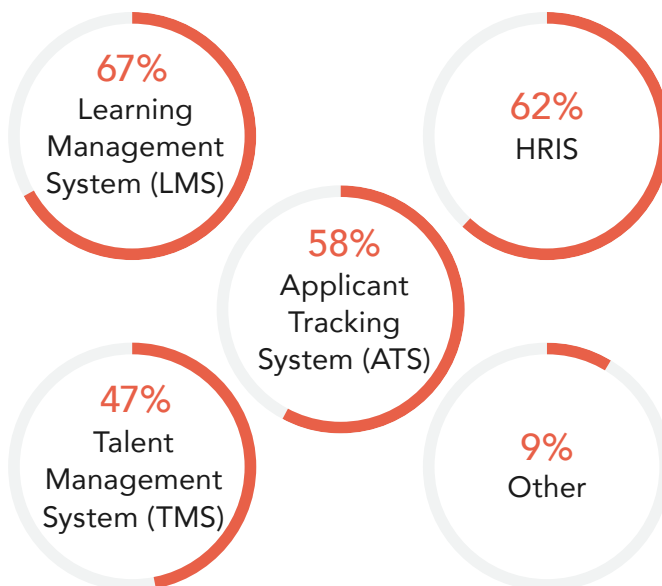 67%
Learning
Management
System (LMS)
62%
HRIS
58%
Applicant
Tracking
System (ATS)
47%
Talent
Management
System (TMS)
9%
Other